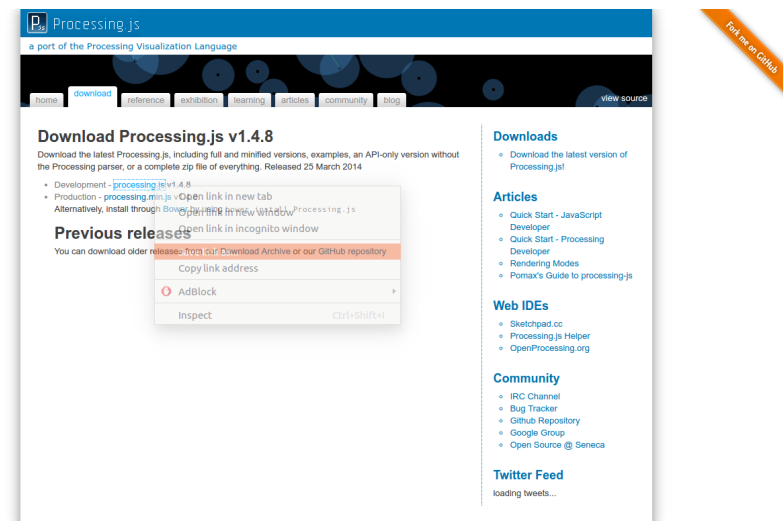 PJs Processing.js
Fork me on GitHub
a port of the Processing Visualization Language
home download reference exhibition learning articles community blog view source
Download Processing.js v1.4.8
Download the latest Processing.js, including full and minified versions, examples, an API-only version without
the Processing parser, or a complete zip file of everything. Released 25 March 2014
Development - processing.js v1.4.8
Production - processing.min.js v1.4.8
Alternatively, install through Bower by using bower install Processing.js
Previous releases
You can download older releases from our Download Archive or our GitHub repository
Open link in new tab
Open link in new window
Open link in incognito window
Copy link address
AdBlock
Inspect Ctrl+Shift+I
Downloads
Download the latest version of
Processing.js!
Articles
Quick Start - JavaScript
Developer
Quick Start - Processing
Developer
Rendering Modes
Pomax's Guide to processing-js
Web IDEs
Sketchpad.cc
Processing.js Helper
OpenProcessing.org
Community
IRC Channel
Bug Tracker
Github Repository
Google Group
Open Source @ Seneca
Twitter Feed
loading tweets...